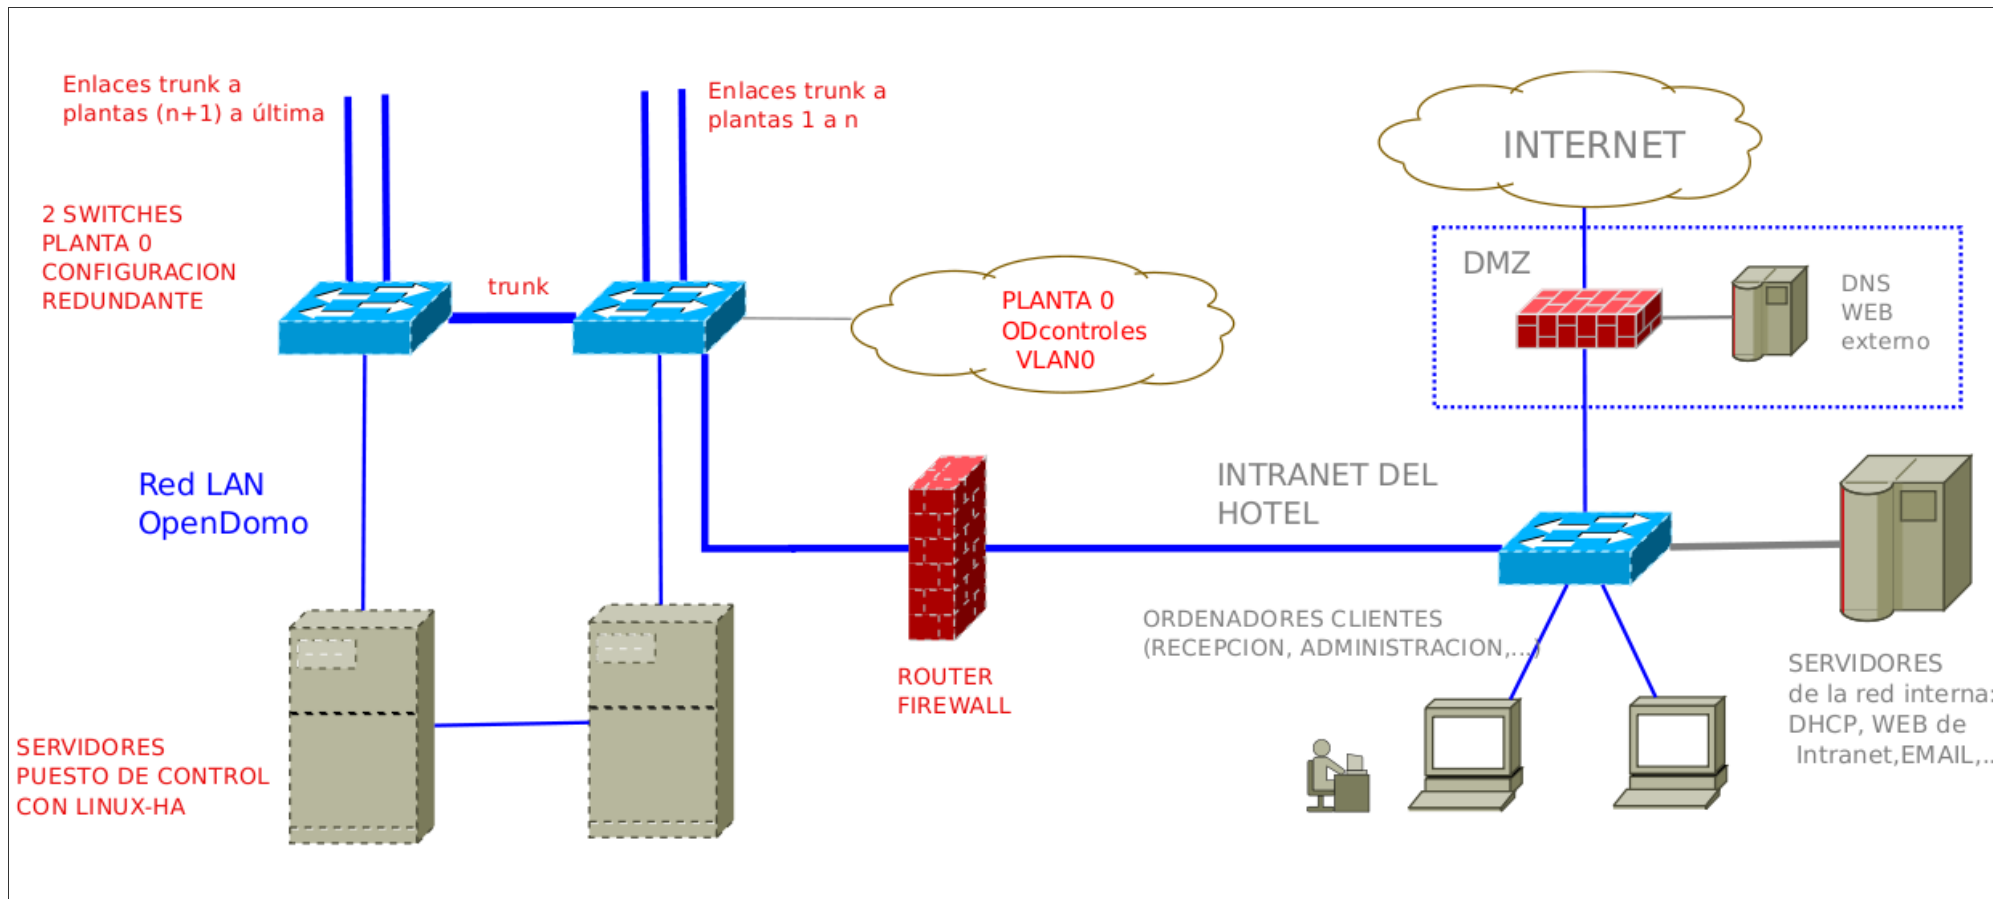 Enlaces trunk a
plantas (n+1) a última
Enlaces trunk a
plantas 1 a n
INTERNET
2 SWITCHES
PLANTA 0
CONFIGURACION
REDUNDANTE
trunk
PLANTA 0
ODcontroles
VLAN0
DMZ
DNS
WEB
externo
Red LAN
OpenDomo
INTRANET DEL
HOTEL
ORDENADORES CLIENTES
(RECEPCION, ADMINISTRACION,...)
ROUTER
FIREWALL
SERVIDORES
de la red interna:
DHCP, WEB de
Intranet,EMAIL,..
SERVIDORES
PUESTO DE CONTROL
CON LINUX-HA